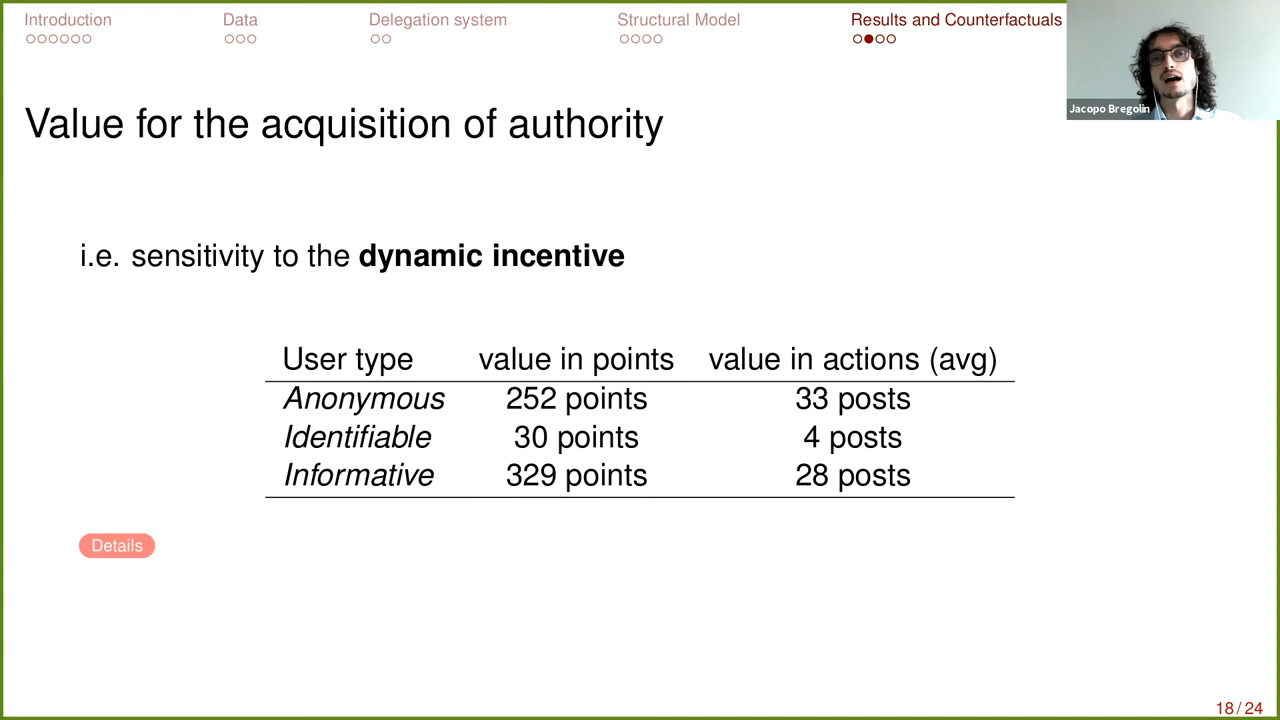 Introduction Data Delegation system Structural Model Results and Counterfactuals
Jacopo Bregolin
Value for the acquisition of authority
i.e. sensitivity to the dynamic incentive
User type value in points value in actions (avg)
Anonymous 252 points 33 posts
Identifiable 30 points 4 posts
Informative 329 points 28 posts
Details
18 / 24